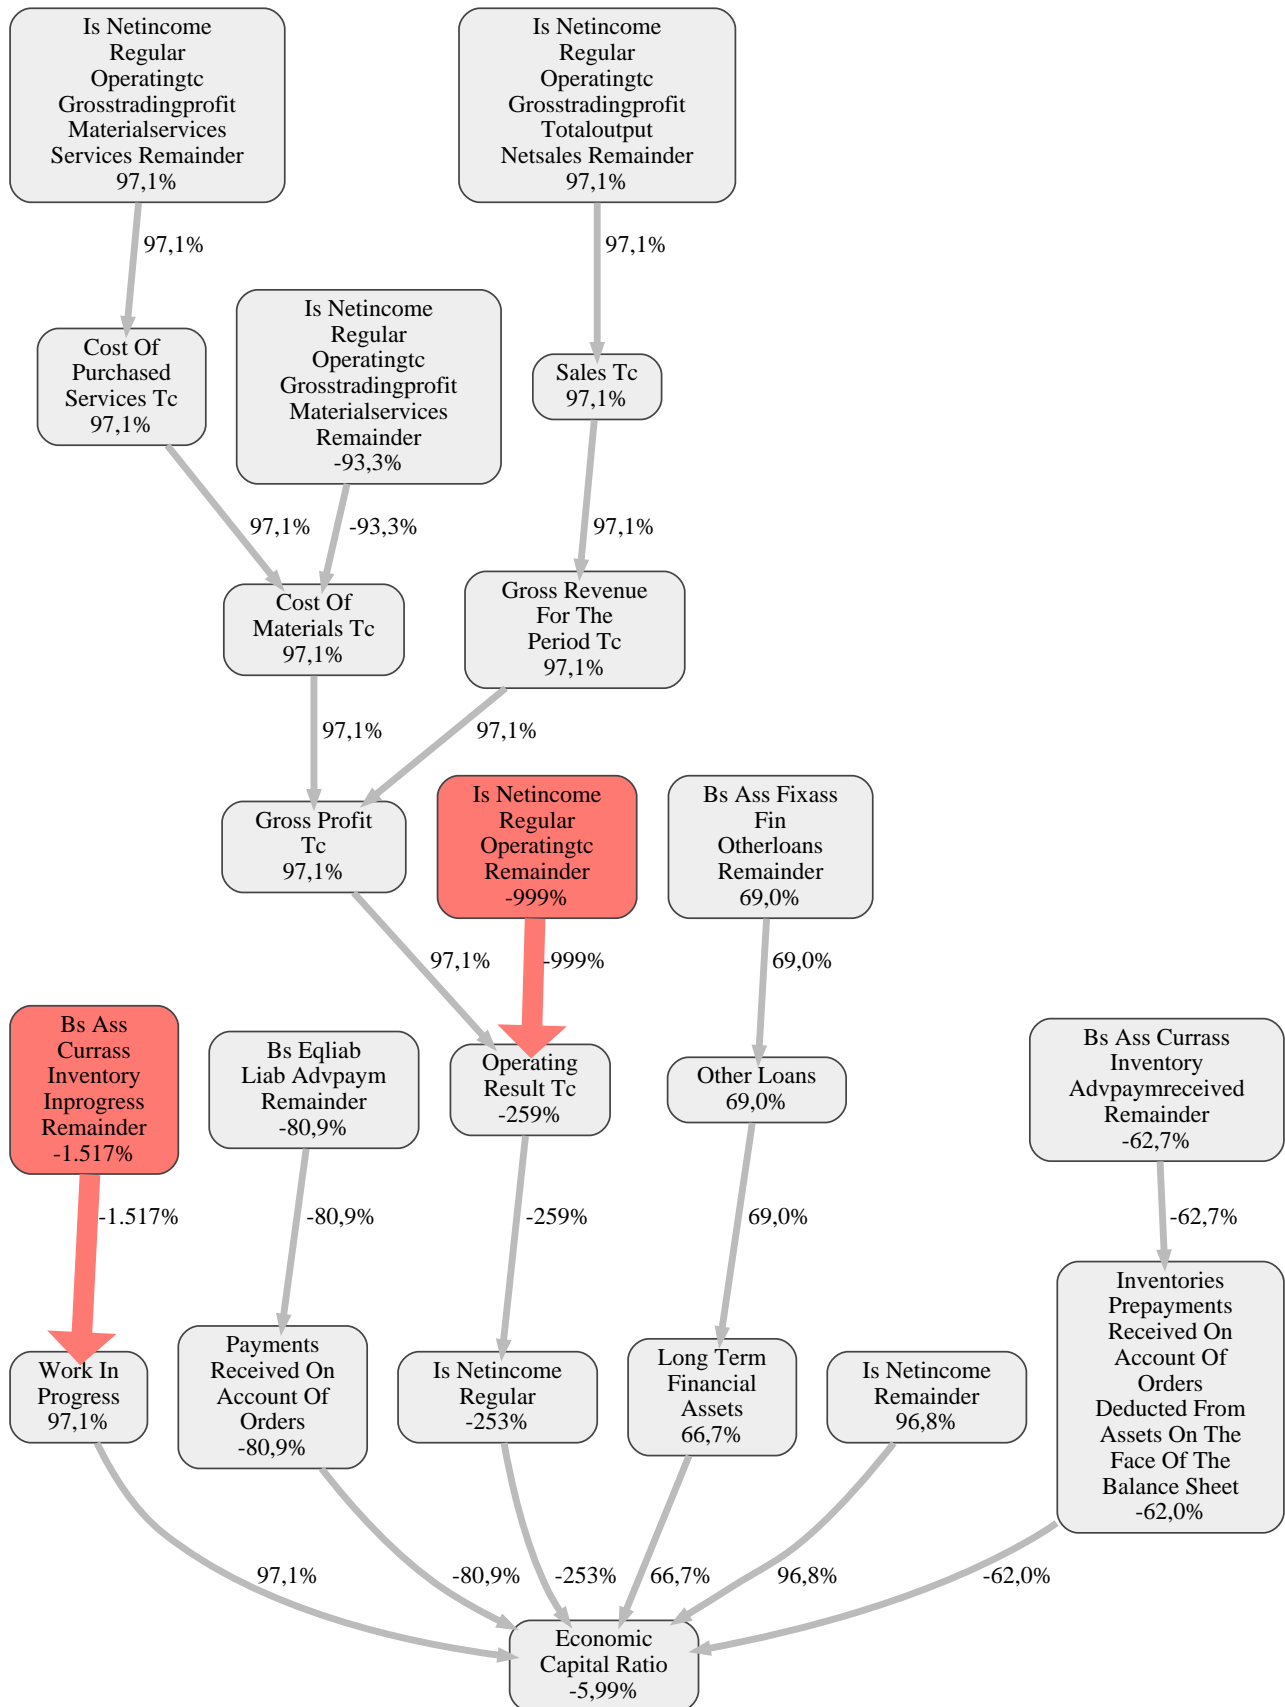 Is Netincome
Regular
Operatingtc
Grosstradingprofit
Materialservices
Services Remainder
97,1%
Is Netincome
Regular
Operatingtc
Grosstradingprofit
Totaloutput
Netsales Remainder
97,1%
97,1%
97,1%
Cost Of
Purchased
Services Tc
97,1%
Is Netincome
Regular
Operatingtc
Grosstradingprofit
Materialservices
Remainder
-93,3%
Sales Tc
97,1%
97,1%
-93,3%
97,1%
Cost Of
Materials Tc
97,1%
Gross Revenue
For The
Period Tc
97,1%
97,1%
97,1%
Gross Profit
Tc
97,1%
Is Netincome
Regular
Operatingtc
Remainder
-999%
Bs Ass Fixass
Fin
Otherloans
Remainder
69,0%
97,1%
-999%
69,0%
Bs Ass
Currass
Inventory
Inprogress
Remainder
-1.517%
Bs Eqliab
Liab Advpaym
Remainder
-80,9%
Operating
Result Tc
-259%
Other Loans
69,0%
Bs Ass Currass
Inventory
Advpaymreceived
Remainder
-62,7%
-1.517%
-80,9%
-259%
69,0%
-62,7%
Work In
Progress
97,1%
Payments
Received On
Account Of
Orders
-80,9%
Is Netincome
Regular
-253%
Long Term
Financial
Assets
66,7%
Is Netincome
Remainder
96,8%
Inventories
Prepayments
Received On
Account Of
Orders
Deducted From
Assets On The
Face Of The
Balance Sheet
-62,0%
97,1%
-80,9%
-253%
66,7%
96,8%
-62,0%
Economic
Capital Ratio
-5,99%